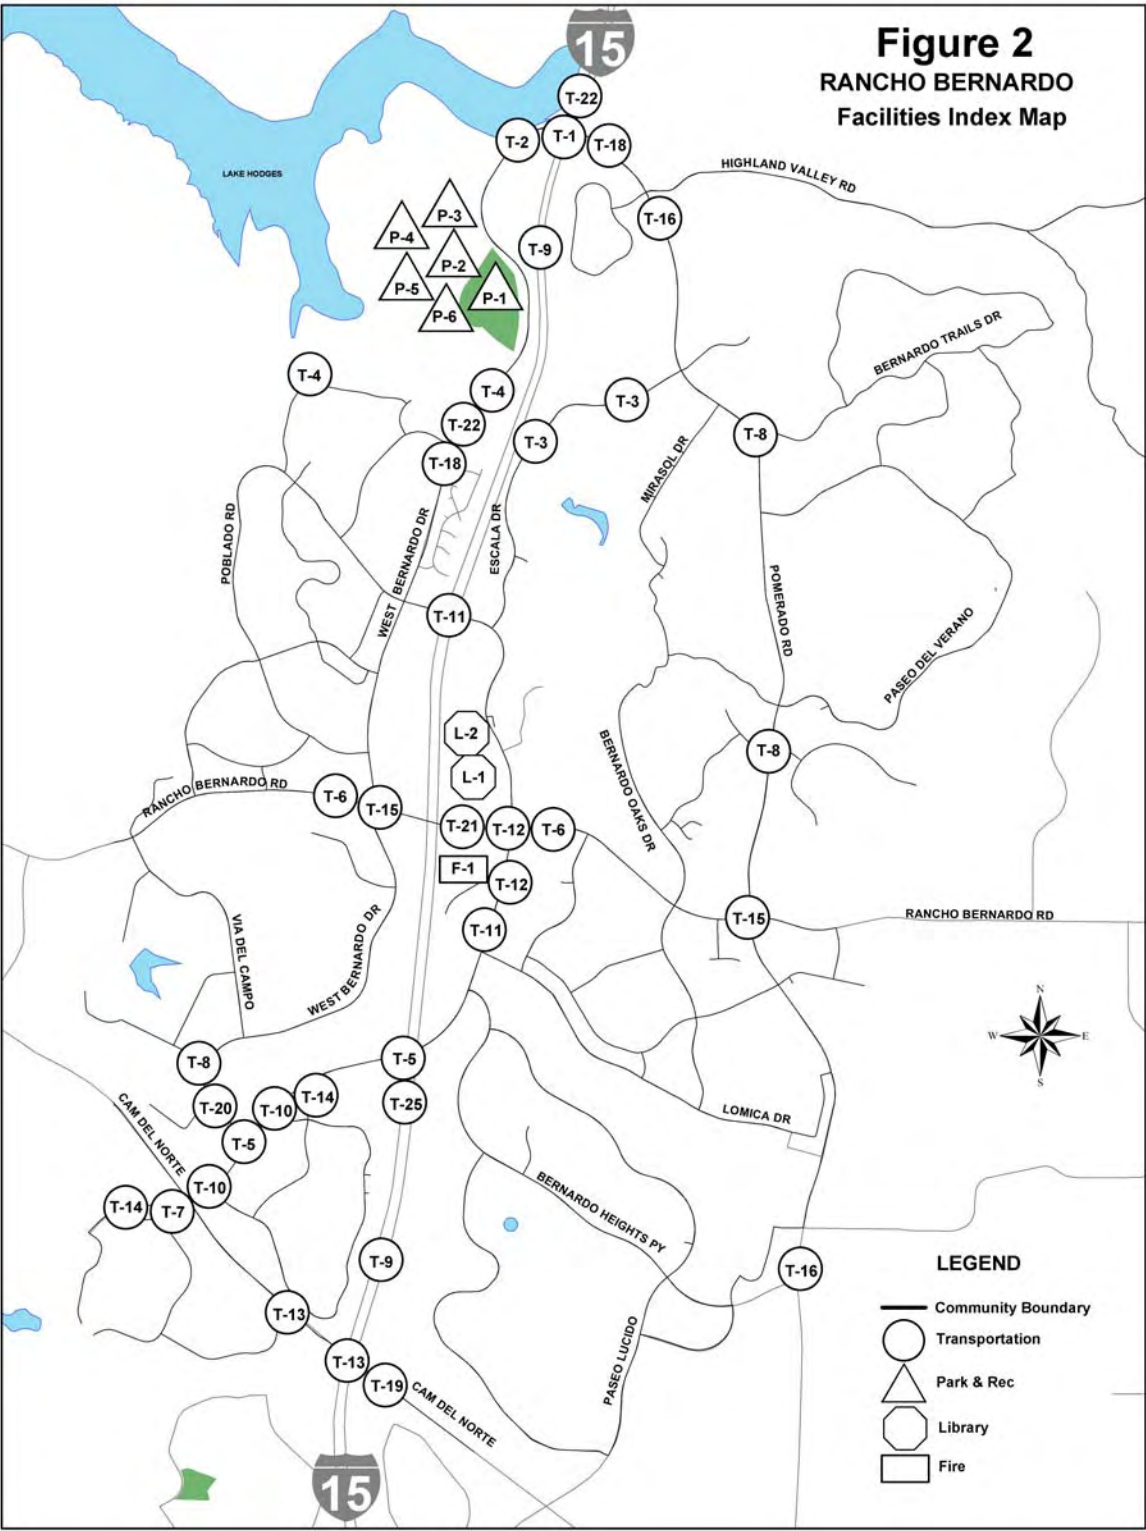 15
Figure 2
RANCHO BERNARDO
Facilities Index Map
T-22
T-2
T-1
T-18
HIGHLAND VALLEY RD
LAKE HODGES
P-3
T-16
P-4
T-9
P-2
P-5
P-1
P-6
BERNARDO TRAILS DR
T-4
T-4
T-3
T-22
T-3
T-8
T-18
MIRASOL DR
POBLADO RD
WEST BERNARDO DR
ESCALA DR
T-11
POMERADO RD
PASEO DEL VERANO
L-2
T-8
L-1
BERNARDO OAKS DR
RANCHO BERNARDO RD
T-6
T-15
T-21
T-12
T-6
F-1
T-12
T-11
T-15
RANCHO BERNARDO RD
VIA DEL CAMPO
WEST BERNARDO DR
N
W
E
S
T-8
T-5
T-25
T-20
T-10
T-14
CAM DEL NORTE
T-5
LOMICA DR
T-10
T-14
T-7
BERNARDO HEIGHTS PY
T-9
T-16
LEGEND
T-13
Community Boundary
Transportation
T-13
T-19
CAM DEL NORTE
PASEO LUCIDO
Park & Rec
Library
Fire
15